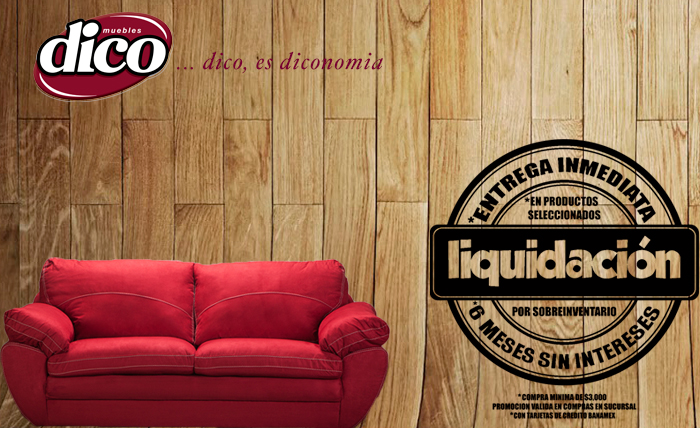 muebles
dico
... dico, es diconomia
*ENTREGA INMEDIATA
*EN PRODUCTOS
SELECCIONADOS
liquidación
POR SOBREINVENTARIO
*6 MESES SIN INTERESES
*COMPRA MINIMA DE $3,000
PROMOCION VALIDA EN COMPRAS EN SUCURSAL
*CON TARJETAS DE CREDITO BANAMEX